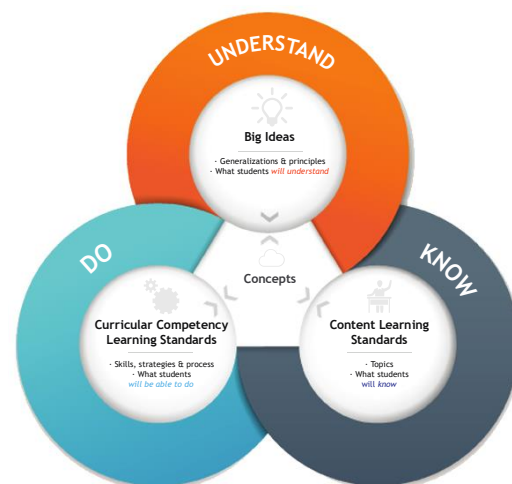 UNDERSTAND
Big Ideas
· Generalizations & principles
· What students will understand
DO
KNOW
Concepts
Curricular Competency
Learning Standards
· Skills, strategies & process
· What students
will be able to do
Content Learning
Standards
· Topics
· What students
will know